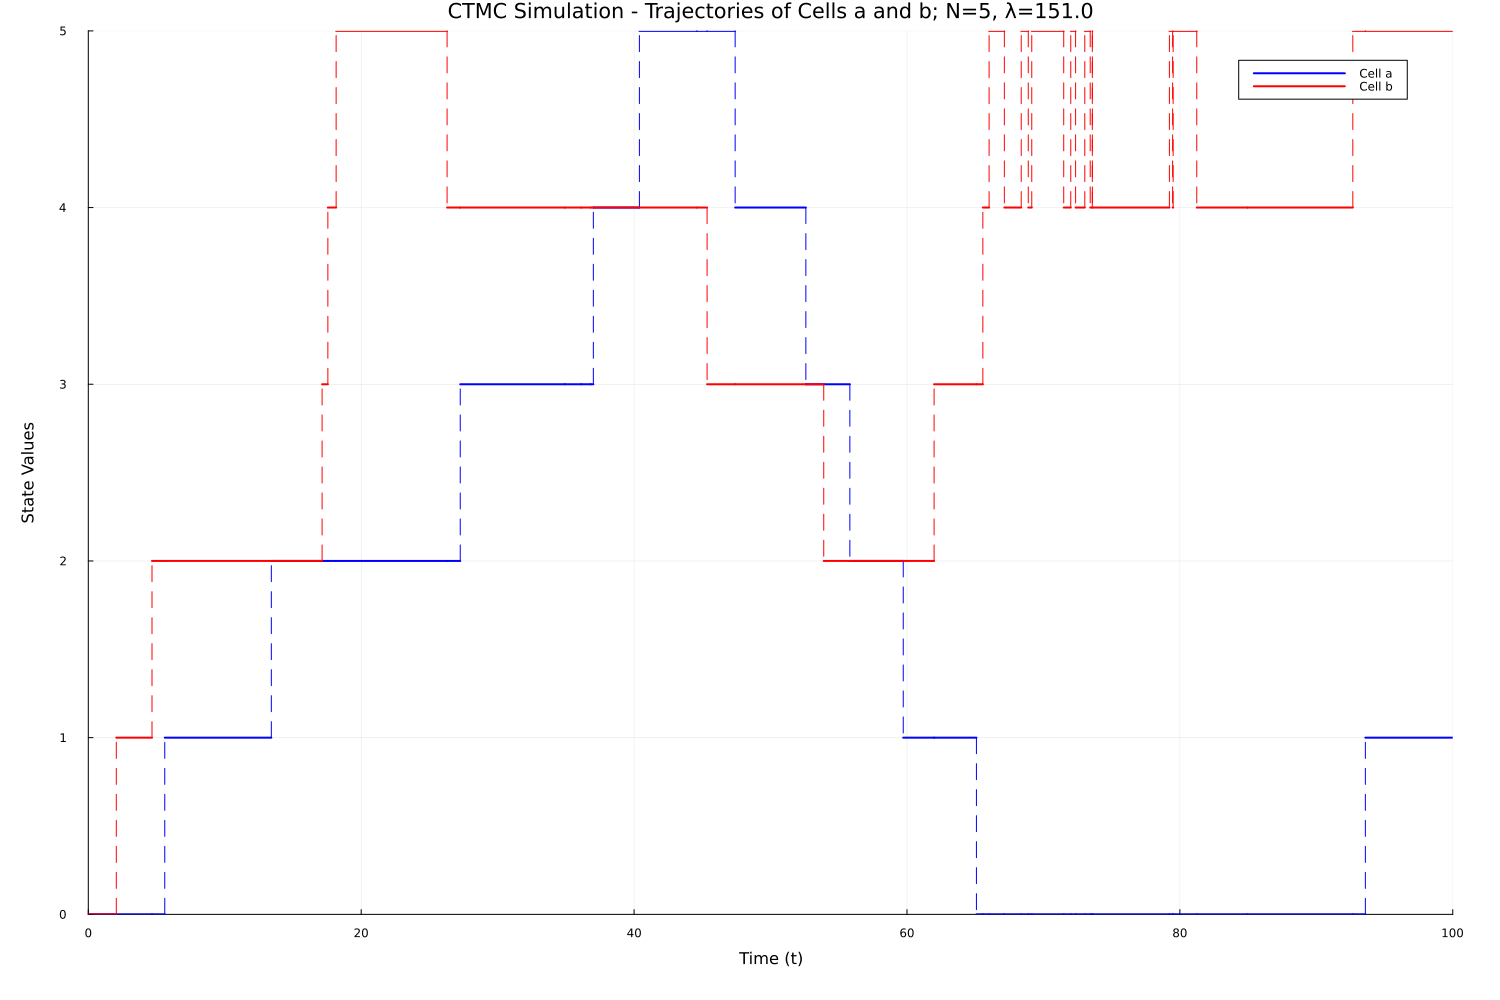 CTMC Simulation - Trajectories of Cells a and b; N=5, λ=151.0
5
Cell a
Cell b
4
3
State Values
2
1
0
0 20 40 60 80 100
Time (t)